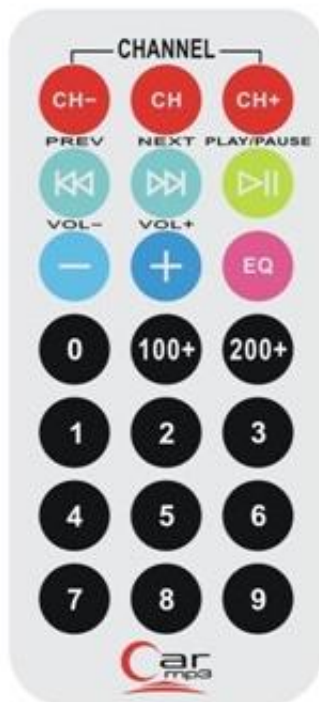 CHANNEL
CH− CH CH+
PREV NEXT PLAY/PAUSE
VOL− VOL+
EQ
0 100+ 200+
1 2 3
4 5 6
7 8 9
Car
mp3